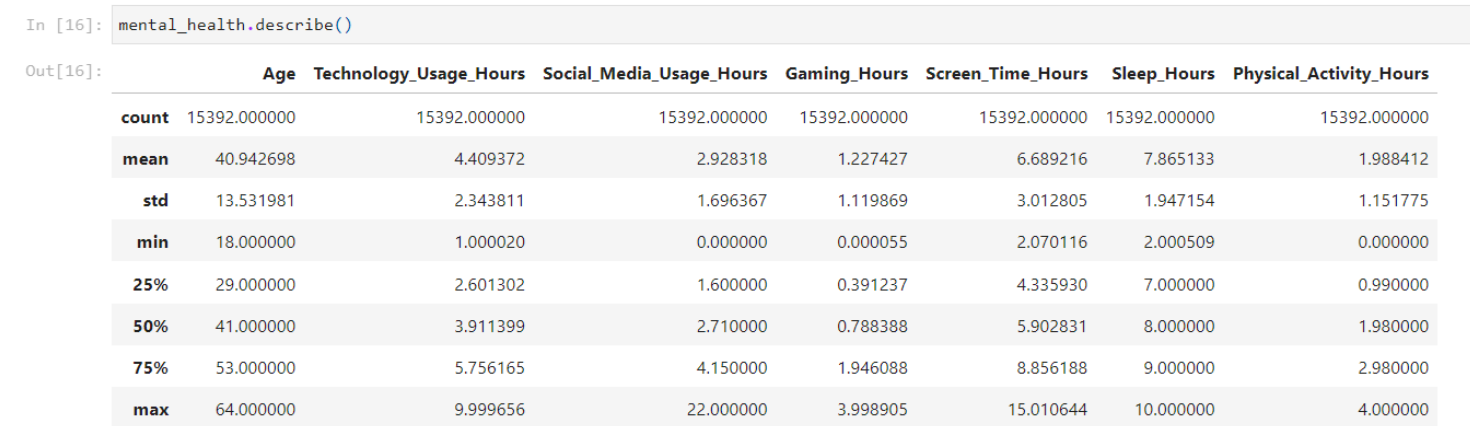 In [16]: mental_health.describe()
Out[16]:
Age Technology_Usage_Hours Social_Media_Usage_Hours Gaming_Hours Screen_Time_Hours Sleep_Hours Physical_Activity_Hours
count 15392.000000 15392.000000 15392.000000 15392.000000 15392.000000 15392.000000 15392.000000
mean 40.942698 4.409372 2.928318 1.227427 6.689216 7.865133 1.988412
std 13.531981 2.343811 1.696367 1.119869 3.012805 1.947154 1.151775
min 18.000000 1.000020 0.000000 0.000055 2.070116 2.000509 0.000000
25% 29.000000 2.601302 1.600000 0.391237 4.335930 7.000000 0.990000
50% 41.000000 3.911399 2.710000 0.788388 5.902831 8.000000 1.980000
75% 53.000000 5.756165 4.150000 1.946088 8.856188 9.000000 2.980000
max 64.000000 9.999656 22.000000 3.998905 15.010644 10.000000 4.000000